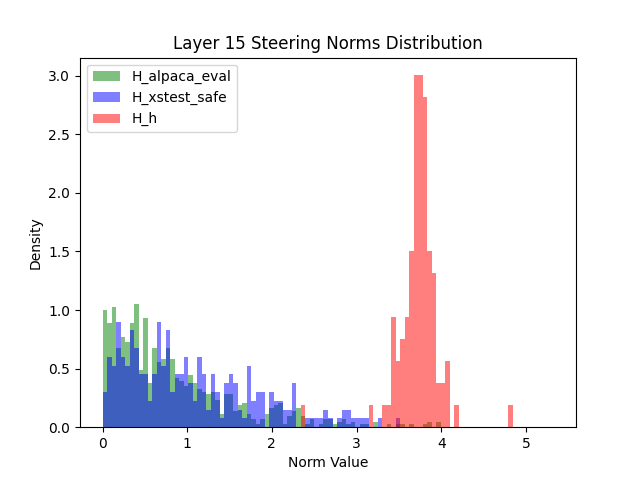 Layer 15 Steering Norms Distribution
H_alpaca_eval
H_xstest_safe
H_h
Density
3.0
2.5
2.0
1.5
1.0
0.5
0.0
0 1 2 3 4 5
Norm Value